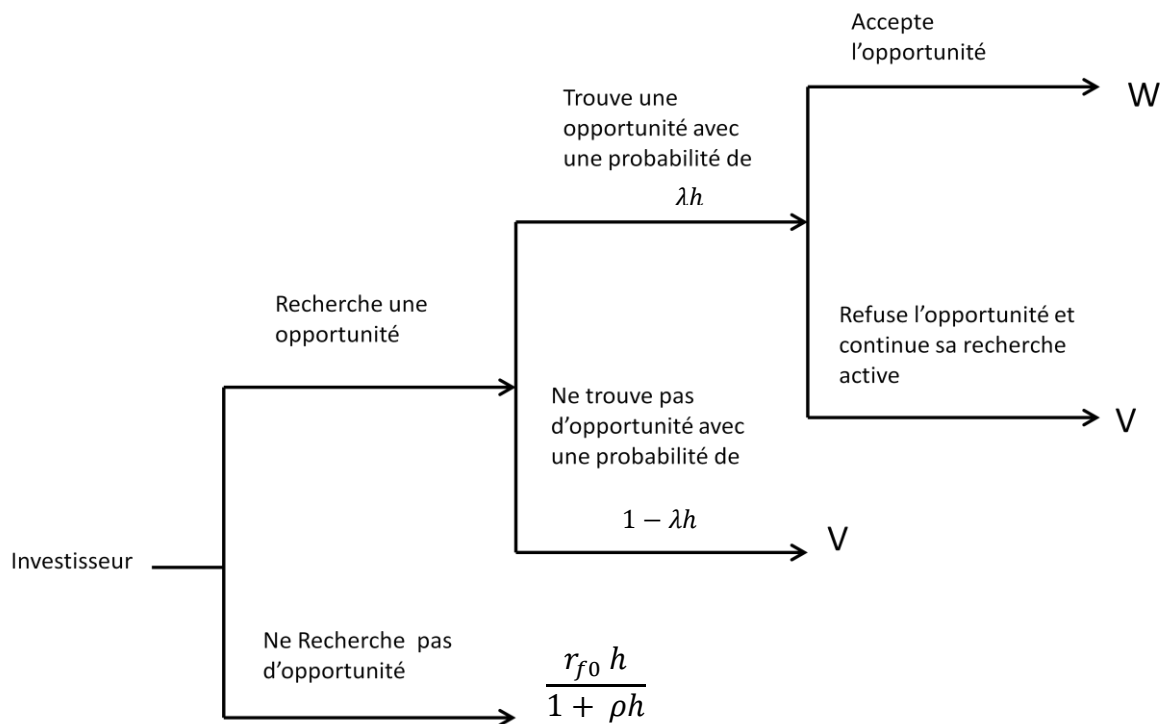 Accepte
l’opportunité
W
Trouve une
opportunité avec
une probabilité de
λh
Recherche une
opportunité
Refuse l’opportunité et
continue sa recherche
active
V
Ne trouve pas
d’opportunité avec
une probabilité de
1 − λh
V
Investisseur
Ne Recherche pas
d’opportunité
r_{f0} h
1 + ρh